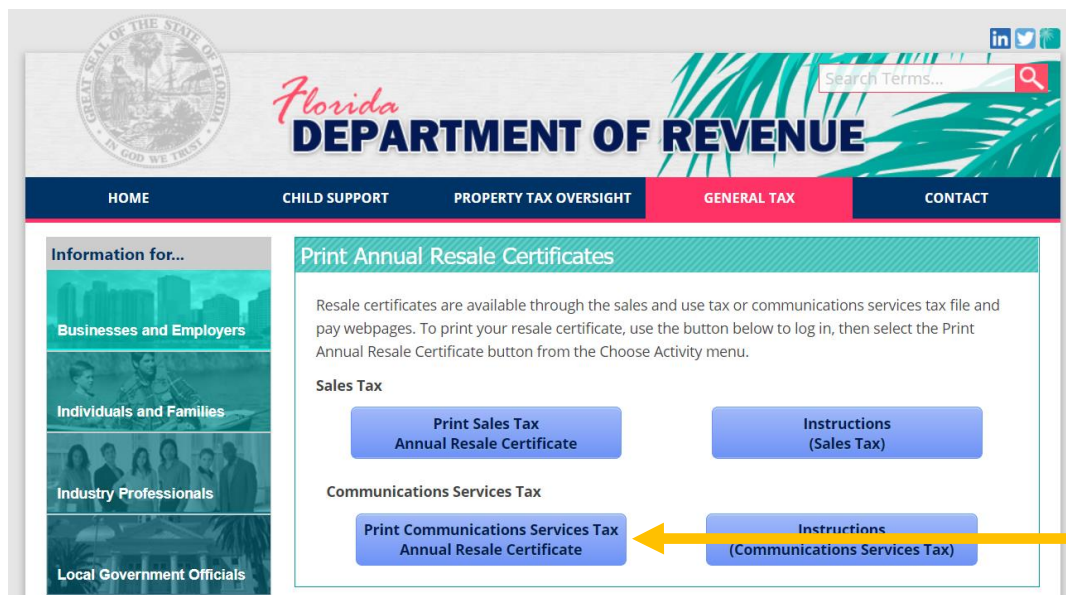 GREAT SEAL OF THE STATE OF FLORIDA
IN GOD WE TRUST
in
Search Terms...
Florida
DEPARTMENT OF REVENUE
HOME CHILD SUPPORT PROPERTY TAX OVERSIGHT GENERAL TAX CONTACT
Information for...
Businesses and Employers
Individuals and Families
Industry Professionals
Local Government Officials
Print Annual Resale Certificates
Resale certificates are available through the sales and use tax or communications services tax file and
pay webpages. To print your resale certificate, use the button below to log in, then select the Print
Annual Resale Certificate button from the Choose Activity menu.
Sales Tax
Print Sales Tax
Annual Resale Certificate
Instructions
(Sales Tax)
Communications Services Tax
Print Communications Services Tax
Annual Resale Certificate
Instructions
(Communications Services Tax)